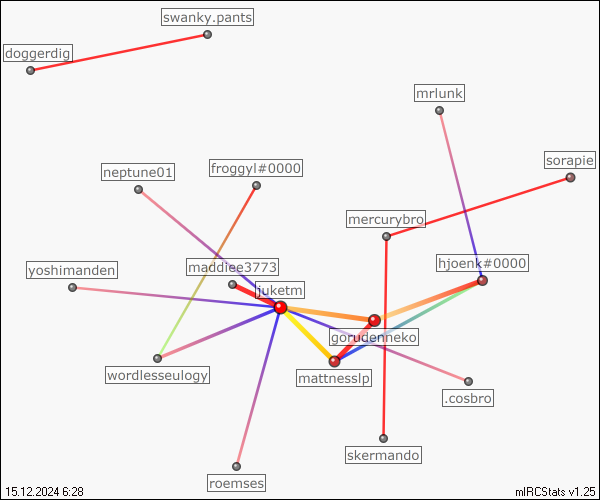 swanky.pants
doggerdig
mrlunk
sorapie
froggyl#0000
neptune01
mercurybro
hjoenk#0000
maddiee3773
yoshimanden
juketm
gorudenneko
wordlesseulogy
mattnesslp
.cosbro
skermando
roemses
15.12.2024 6:28
mIRCStats v1.25